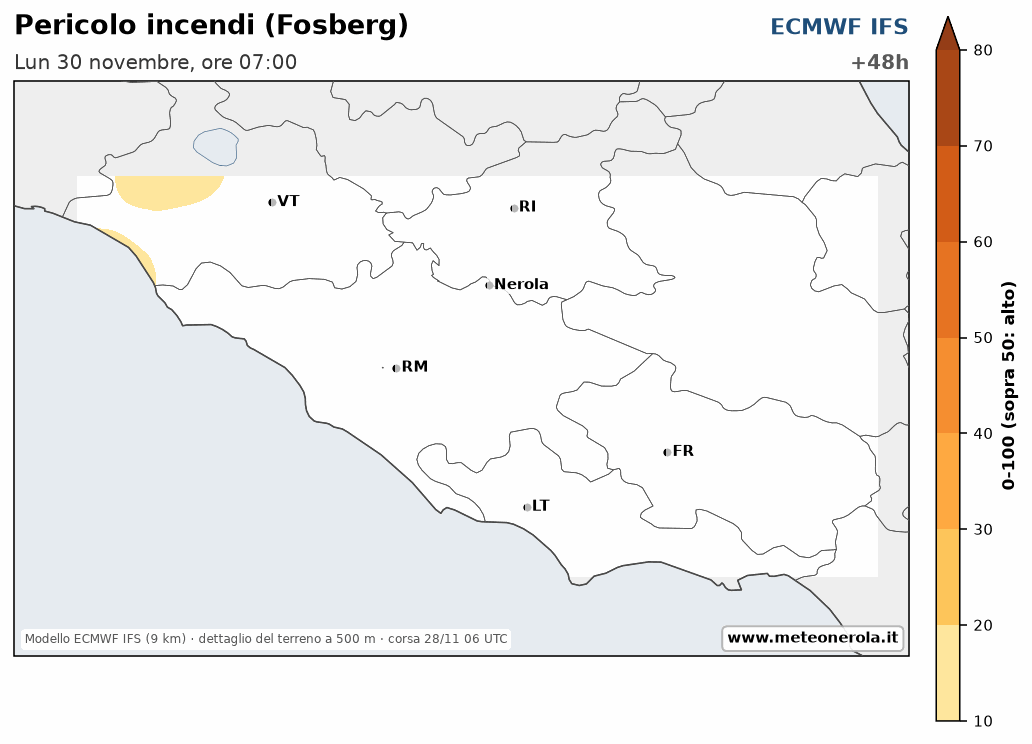 Pericolo incendi (Fosberg)
ECMWF IFS
Lun 30 novembre, ore 07:00
+48h
VT
RI
Nerola
RM
FR
LT
80
70
60
50
40
30
20
10
0-100 (sopra 50: alto)
Modello ECMWF IFS (9 km) · dettaglio del terreno a 500 m · corsa 28/11 06 UTC
www.meteonerola.it